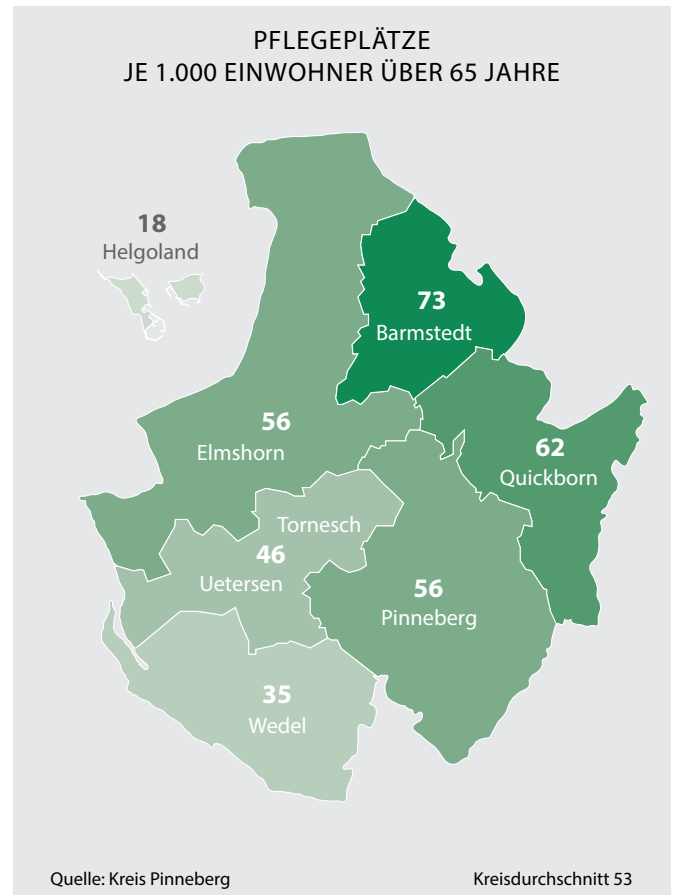 PFLEGEPLÄTZE
JE 1.000 EINWOHNER ÜBER 65 JAHRE
18
Helgoland
73
Barmstedt
56
Elmshorn
62
Quickborn
Tornesch
46
Uetersen
56
Pinneberg
35
Wedel
Quelle: Kreis Pinneberg
Kreisdurchschnitt 53